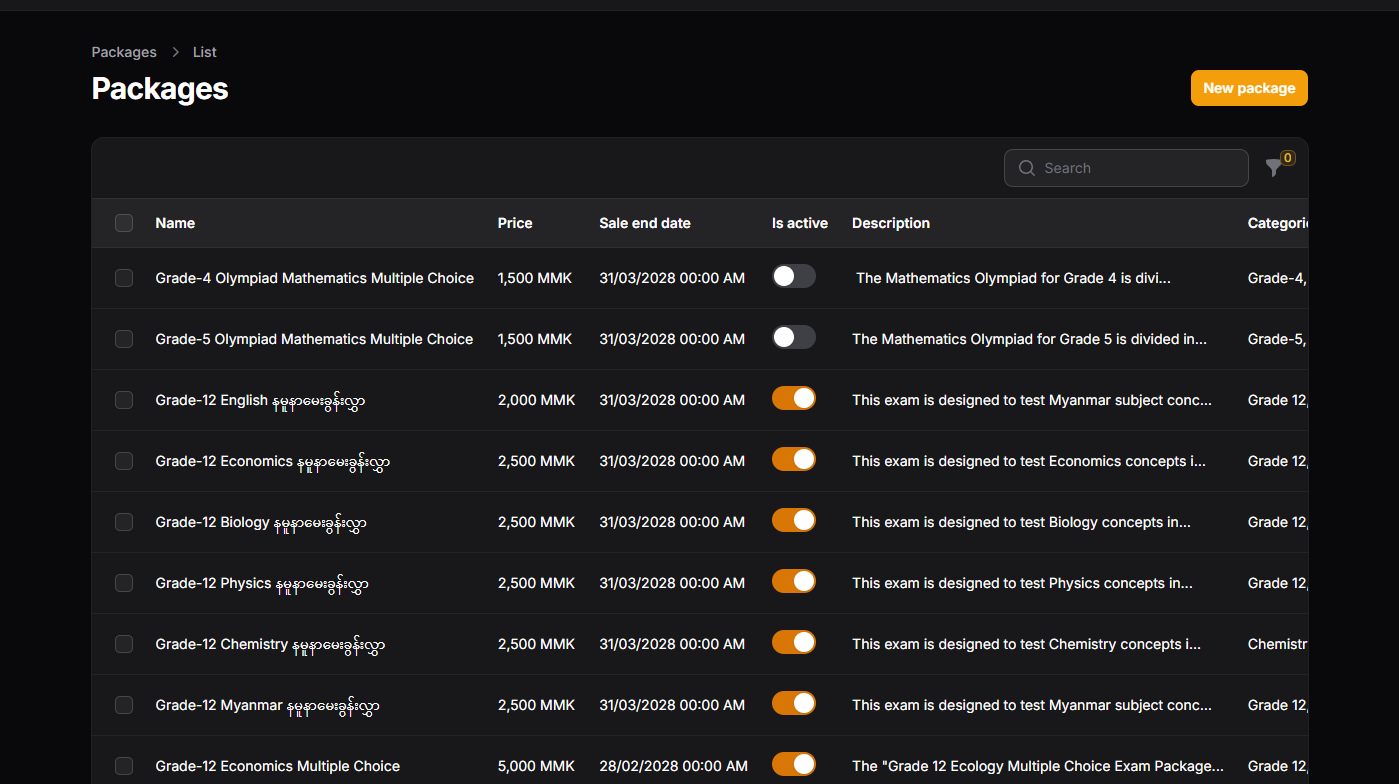 Packages > List
Packages
New package
Search
0
Name Price Sale end date Is active Description Categori
Grade-4 Olympiad Mathematics Multiple Choice 1,500 MMK 31/03/2028 00:00 AM The Mathematics Olympiad for Grade 4 is divi... Grade-4,
Grade-5 Olympiad Mathematics Multiple Choice 1,500 MMK 31/03/2028 00:00 AM The Mathematics Olympiad for Grade 5 is divided in... Grade-5,
Grade-12 English နမူနာမေးခွန်းလွှာ 2,000 MMK 31/03/2028 00:00 AM This exam is designed to test Myanmar subject conc... Grade 12,
Grade-12 Economics နမူနာမေးခွန်းလွှာ 2,500 MMK 31/03/2028 00:00 AM This exam is designed to test Economics concepts i... Grade 12,
Grade-12 Biology နမူနာမေးခွန်းလွှာ 2,500 MMK 31/03/2028 00:00 AM This exam is designed to test Biology concepts in... Grade 12,
Grade-12 Physics နမူနာမေးခွန်းလွှာ 2,500 MMK 31/03/2028 00:00 AM This exam is designed to test Physics concepts in... Grade 12,
Grade-12 Chemistry နမူနာမေးခွန်းလွှာ 2,500 MMK 31/03/2028 00:00 AM This exam is designed to test Chemistry concepts i... Chemistr
Grade-12 Myanmar နမူနာမေးခွန်းလွှာ 2,500 MMK 31/03/2028 00:00 AM This exam is designed to test Myanmar subject conc... Grade 12,
Grade-12 Economics Multiple Choice 5,000 MMK 28/02/2028 00:00 AM The "Grade 12 Ecology Multiple Choice Exam Package... Grade 12,